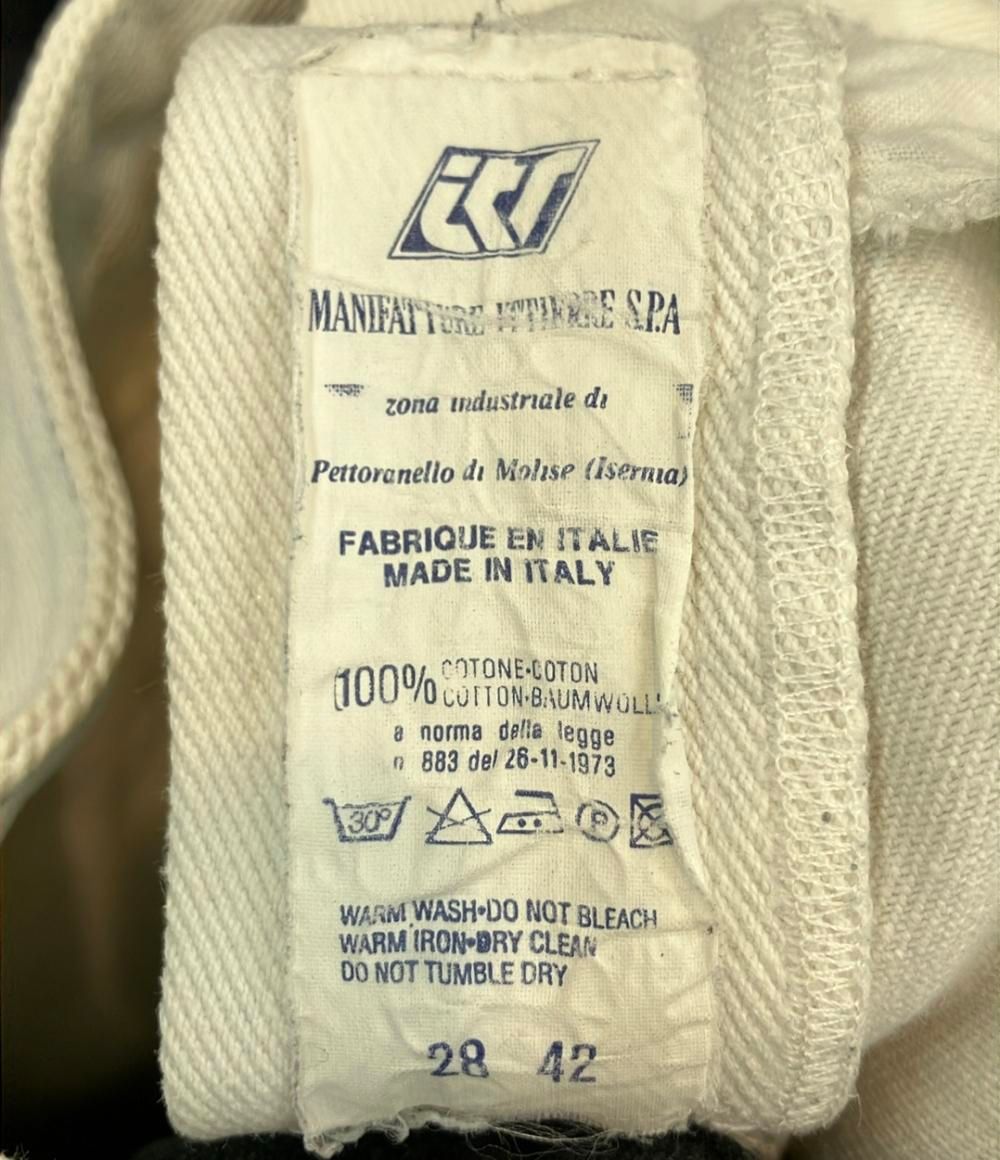 ITR
MANIFATTURE ITTIERRE S.P.A
zona industriale di
Pettoranello di Molise (Isernia)
FABRIQUE EN ITALIE
MADE IN ITALY
100% COTONE•COTON
COTTON•BAUMWOLL
a norma della legge
n 883 del 26-11-1973
30° P
WARM WASH•DO NOT BLEACH
WARM IRON•DRY CLEAN
DO NOT TUMBLE DRY
28 42